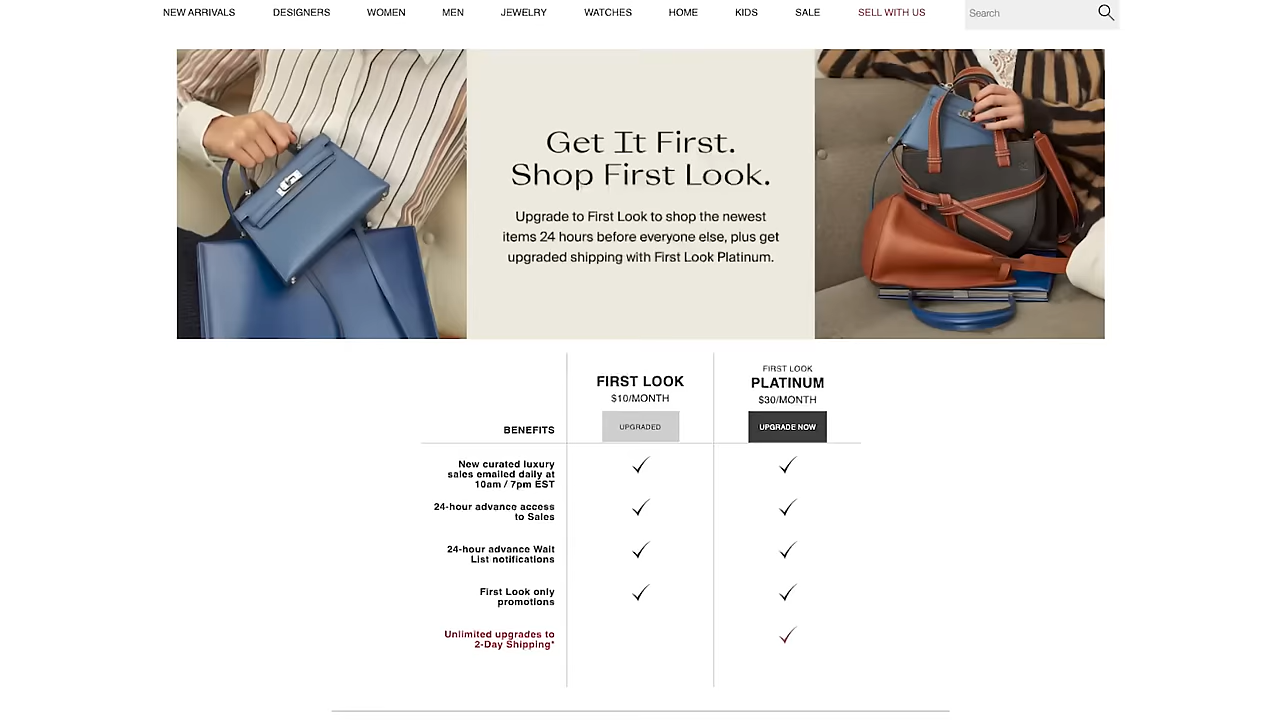 NEW ARRIVALS DESIGNERS WOMEN MEN JEWELRY WATCHES HOME KIDS SALE SELL WITH US Search
Get It First.
Shop First Look.
Upgrade to First Look to shop the newest
items 24 hours before everyone else, plus get
upgraded shipping with First Look Platinum.
FIRST LOOK
$10/MONTH
UPGRADED
FIRST LOOK
PLATINUM
$30/MONTH
UPGRADE NOW
BENEFITS
New curated luxury
sales emailed daily at
10am / 7pm EST
24-hour advance access
to Sales
24-hour advance Wait
List notifications
First Look only
promotions
Unlimited upgrades to
2-Day Shipping*